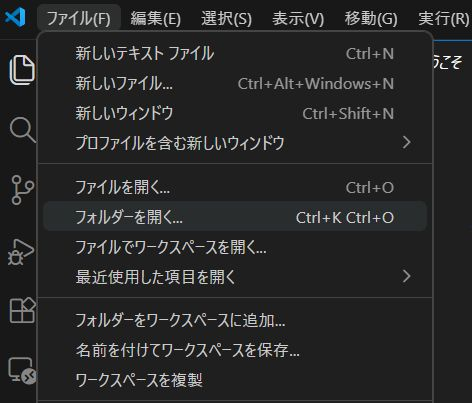 ファイル(F) 編集(E) 選択(S) 表示(V) 移動(G) 実行(R)
うこそ
新しいテキスト ファイル Ctrl+N
新しいファイル... Ctrl+Alt+Windows+N
新しいウィンドウ Ctrl+Shift+N
プロファイルを含む新しいウィンドウ
ファイルを開く... Ctrl+O
フォルダーを開く... Ctrl+K Ctrl+O
ファイルでワークスペースを開く...
最近使用した項目を開く
フォルダーをワークスペースに追加...
名前を付けてワークスペースを保存...
ワークスペースを複製